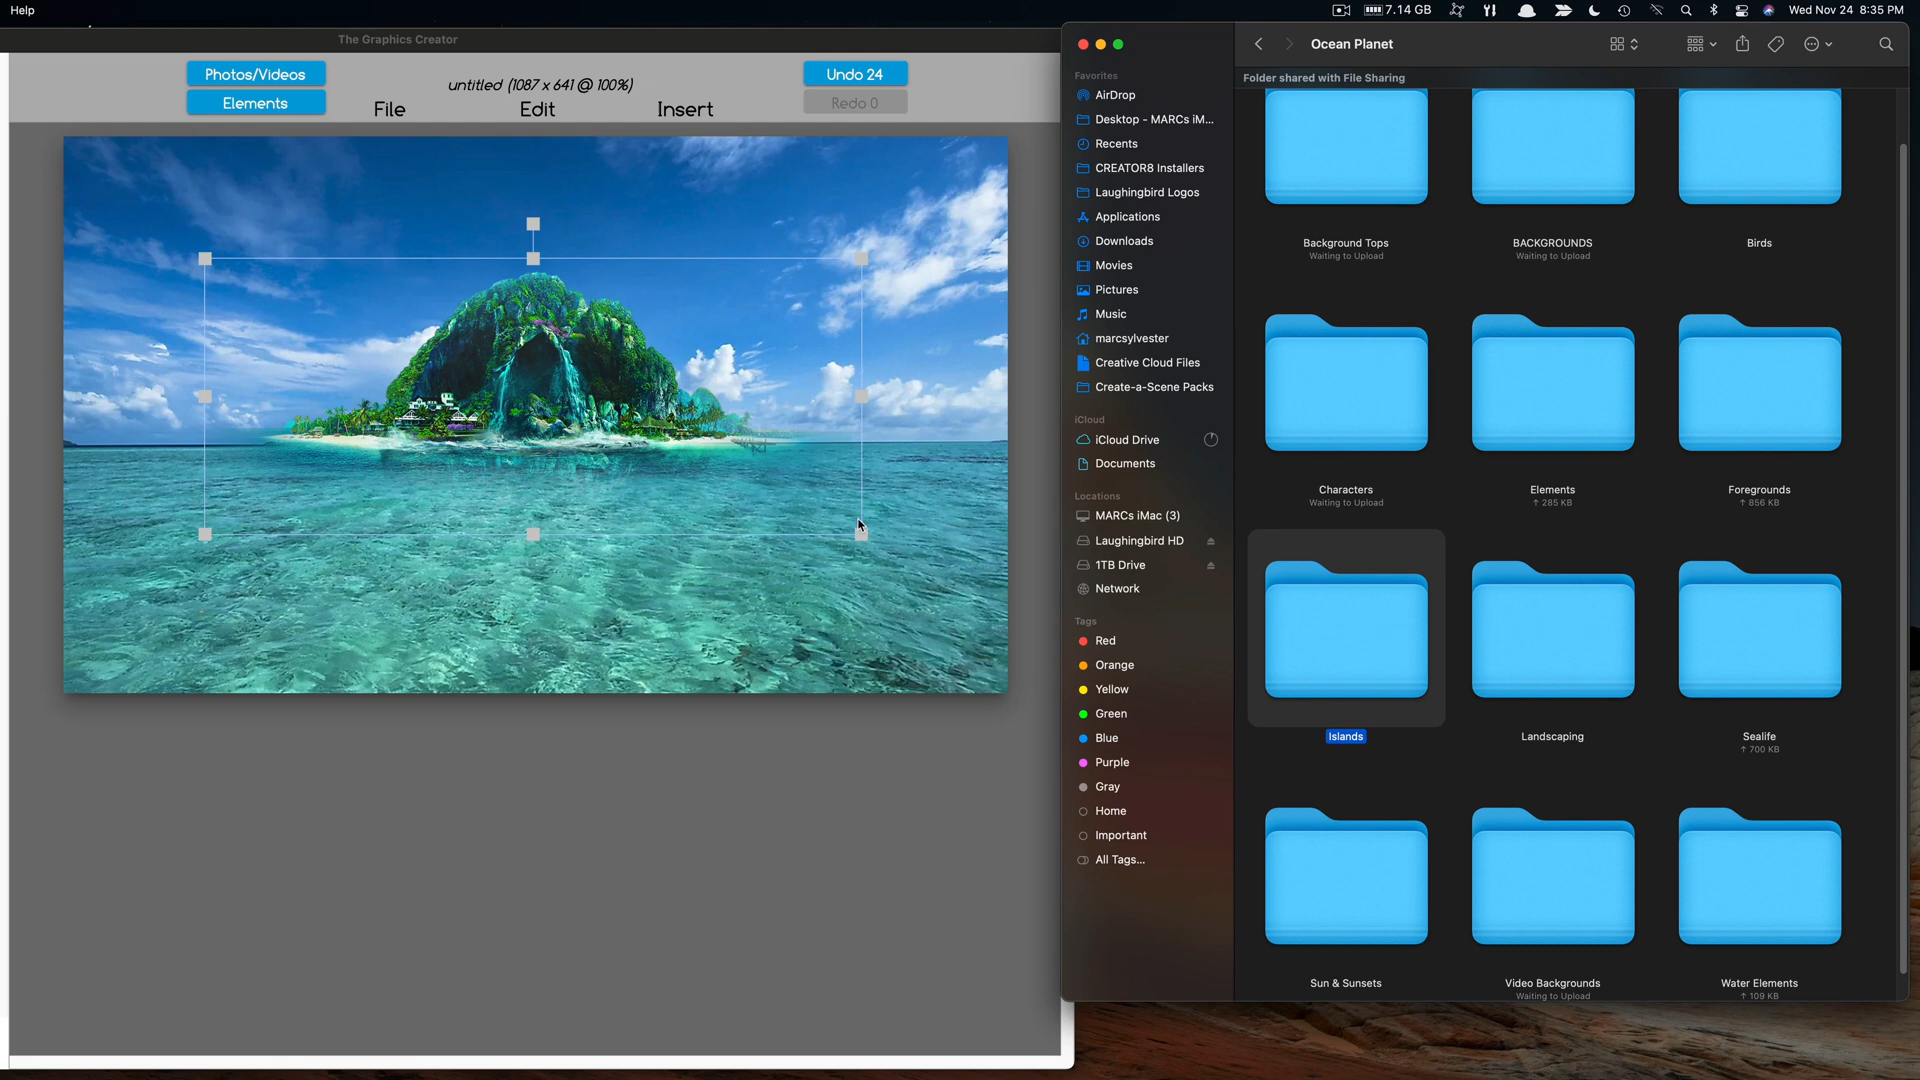 Help
7.14 GB
Wed Nov 24 8:35 PM
The Graphics Creator
Photos/Videos
Elements
untitled (1087 x 641 @ 100%)
File
Edit
Insert
Undo 24
Redo 0
Ocean Planet
Folder shared with File Sharing
Favorites
AirDrop
Desktop - MARCs iM...
Recents
CREATOR8 Installers
Laughingbird Logos
Applications
Downloads
Movies
Pictures
Music
marcsylvester
Creative Cloud Files
Create-a-Scene Packs
iCloud
iCloud Drive
Documents
Locations
MARCs iMac (3)
Laughingbird HD
1TB Drive
Network
Tags
Red
Orange
Yellow
Green
Blue
Purple
Gray
Home
Important
All Tags...
Background Tops
Waiting to Upload
BACKGROUNDS
Waiting to Upload
Birds
Characters
Waiting to Upload
Elements
↑ 285 KB
Foregrounds
↑ 856 KB
Islands
Landscaping
Sealife
↑ 700 KB
Sun & Sunsets
Video Backgrounds
Waiting to Upload
Water Elements
↑ 109 KB